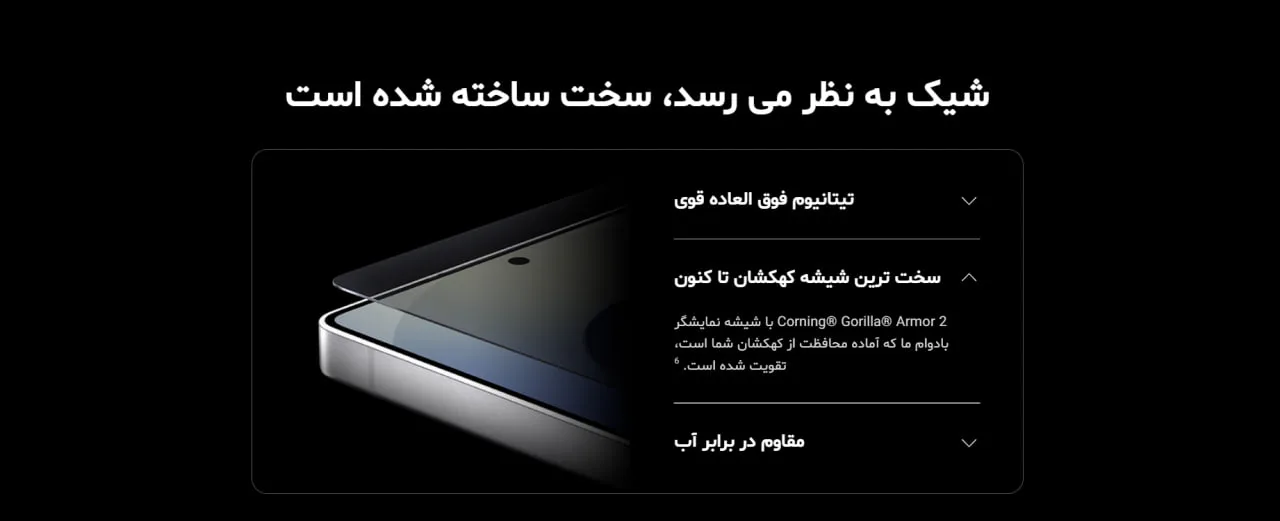 شیک به نظر می رسد، سخت ساخته شده است
تیتانیوم فوق العاده قوی
سخت ترین شیشه کهکشان تا کنون
Corning® Gorilla® Armor 2 با شیشه نمایشگر
بادوام ما که آماده محافظت از کهکشان شما است،
تقویت شده است. 6
مقاوم در برابر آب